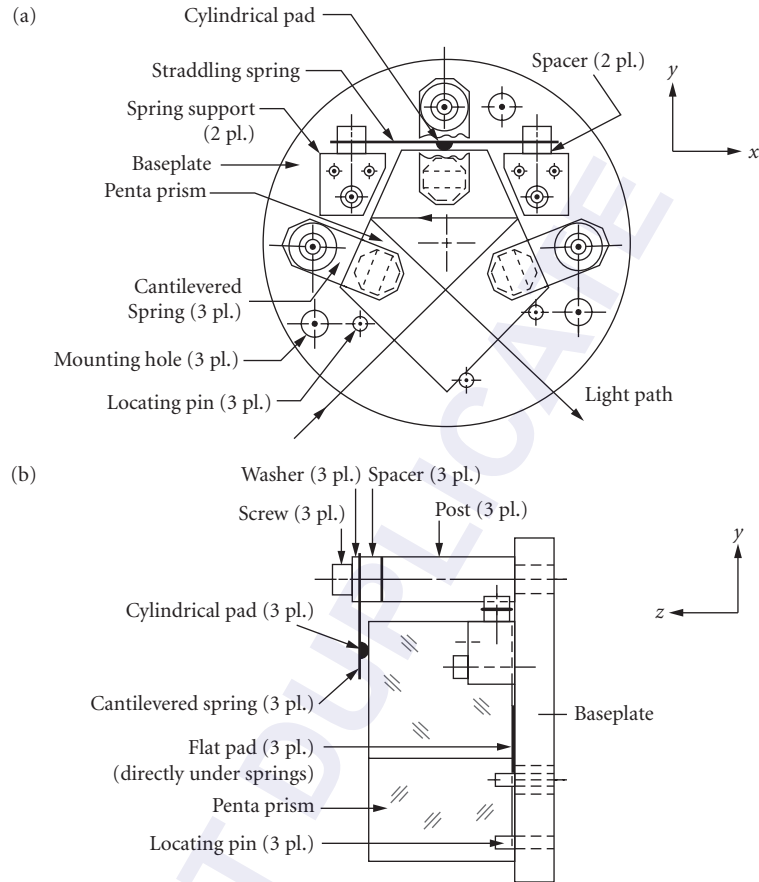 (a)
Cylindrical pad
Straddling spring
Spring support
(2 pl.)
Baseplate
Penta prism
Spacer (2 pl.)
y
x
Cantilevered
Spring (3 pl.)
Mounting hole (3 pl.)
Locating pin (3 pl.)
Light path
(b)
Washer (3 pl.)
Spacer (3 pl.)
Screw (3 pl.)
Post (3 pl.)
y
z
Cylindrical pad (3 pl.)
Cantilevered spring (3 pl.)
Baseplate
Flat pad (3 pl.)
(directly under springs)
Penta prism
Locating pin (3 pl.)
T DUPLICATE